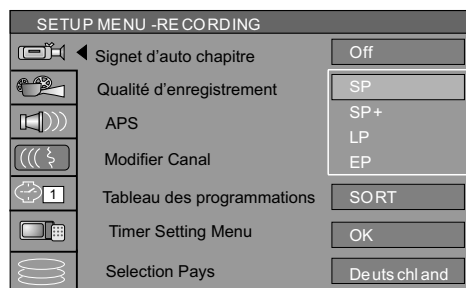 SETUP MENU -RECORDING
Signet d'auto chapitre Off
Qualité d'enregistrement SP
SP+
APS
LP
Modifier Canal EP
Tableau des programmations SORT
Timer Setting Menu OK
1
Selection Pays Deutschland